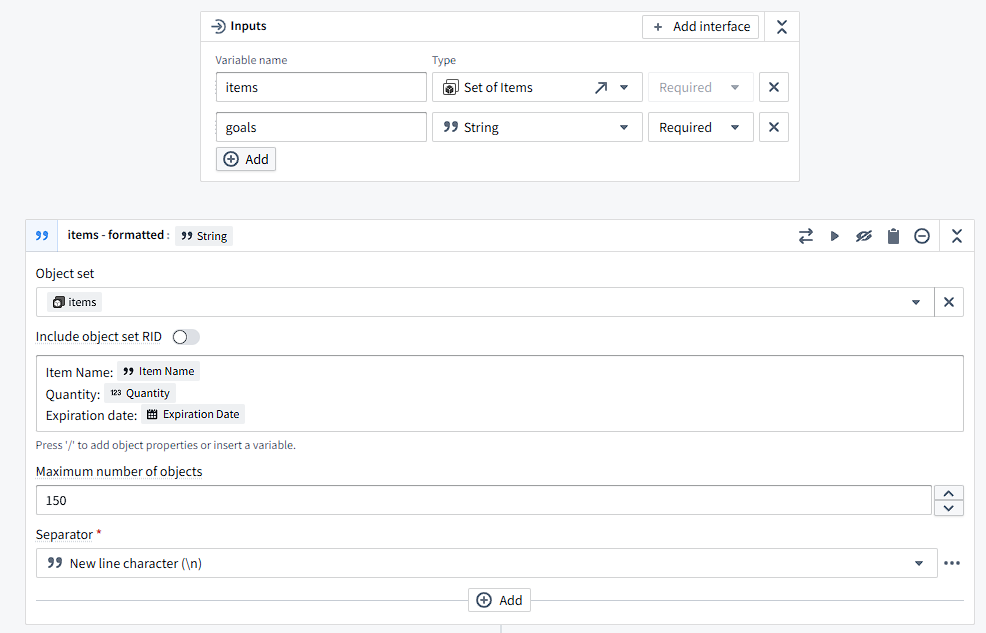 Inputs
Add interface
Variable name Type
items Set of Items Required
goals String Required
Add
items - formatted : String
Object set
items
Include object set RID
Item Name: Item Name
Quantity: 123 Quantity
Expiration date: Expiration Date
Press '/' to add object properties or insert a variable.
Maximum number of objects
150
Separator *
New line character (\n)
Add